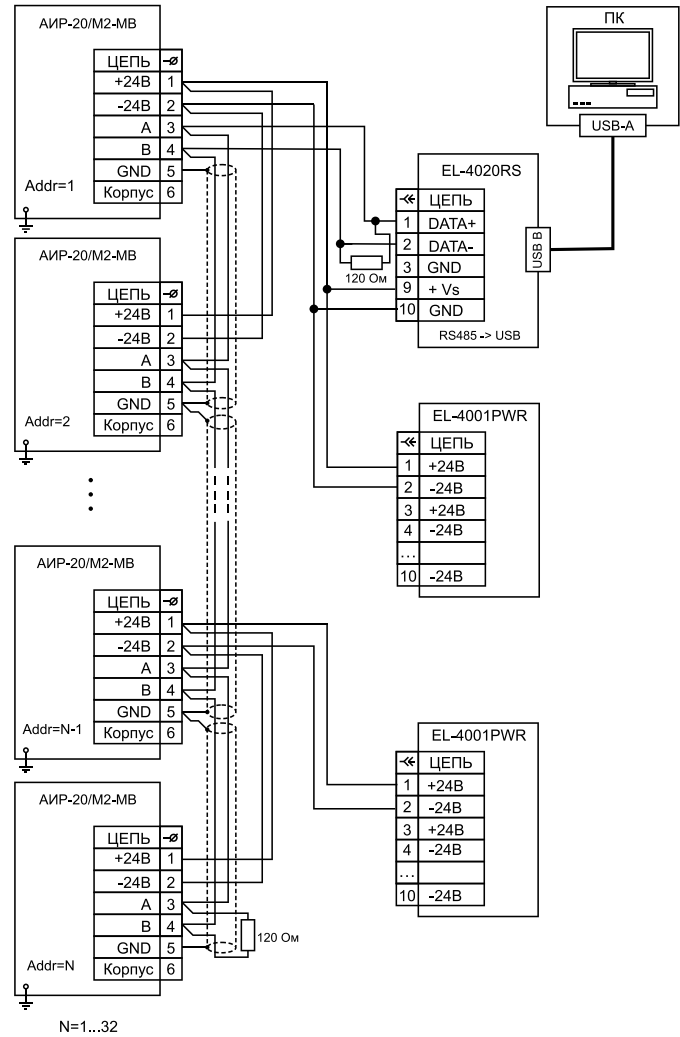 АИР-20/М2-МВ
ЦЕПЬ
+24В 1
-24В 2
А 3
В 4
GND 5
Корпус 6
Addr=1
ПК
USB-A
EL-4020RS
ЦЕПЬ
1 DATA+
2 DATA-
3 GND
9 + Vs
10 GND
RS485 -> USB
USB B
120 Ом
АИР-20/М2-МВ
ЦЕПЬ
+24В 1
-24В 2
А 3
В 4
GND 5
Корпус 6
Addr=2
EL-4001PWR
ЦЕПЬ
1 +24В
2 -24В
3 +24В
4 -24В
...
10 -24В
АИР-20/М2-МВ
ЦЕПЬ
+24В 1
-24В 2
А 3
В 4
GND 5
Корпус 6
Addr=N-1
EL-4001PWR
ЦЕПЬ
1 +24В
2 -24В
3 +24В
4 -24В
...
10 -24В
АИР-20/М2-МВ
ЦЕПЬ
+24В 1
-24В 2
А 3
В 4
GND 5
Корпус 6
Addr=N
120 Ом
N=1...32